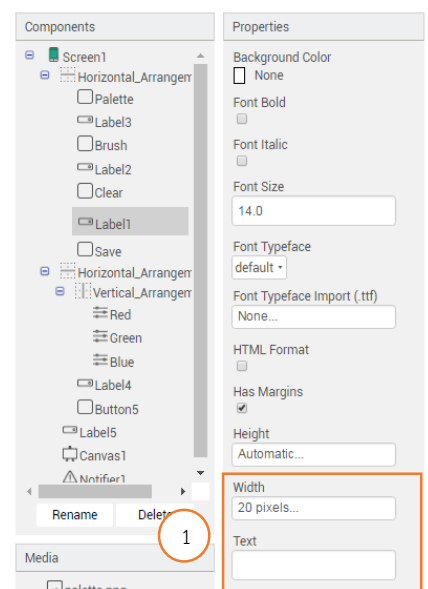 Components
Screen1
Horizontal_Arrangem
Palette
Label3
Brush
Label2
Clear
Label1
Save
Horizontal_Arrangem
Vertical_Arrangem
Red
Green
Blue
Label4
Button5
Label5
Canvas1
Notifier1
Rename Delete
1
Media
palette.png
Properties
Background Color
None
Font Bold
Font Italic
Font Size
14.0
Font Typeface
default
Font Typeface Import (.ttf)
None...
HTML Format
Has Margins
Height
Automatic...
Width
20 pixels...
Text